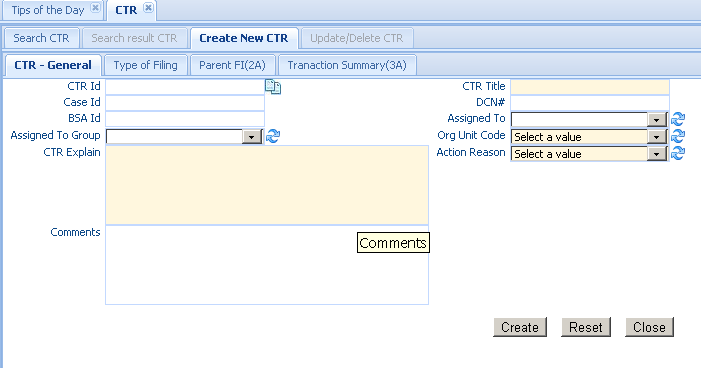 Tips of the Day CTR
Search CTR Search result CTR Create New CTR Update/Delete CTR
CTR - General Type of Filing Parent FI(2A) Tranaction Summary(3A)
CTR Id CTR Title
Case Id DCN#
BSA Id Assigned To
Assigned To Group Org Unit Code Select a value
CTR Explain Action Reason Select a value
Comments
Comments
Create Reset Close